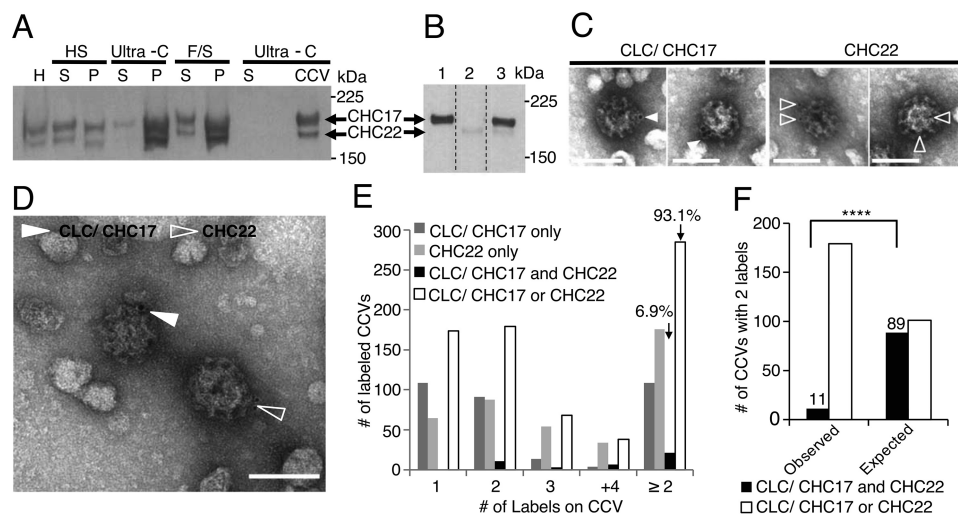 A
HS Ultra -C F/S Ultra - C
H S P S P S P S CCV kDa
-225
CHC17
CHC22
-150
B
1 2 3 kDa
-225
-150
C
CLC/ CHC17 CHC22
D
CLC/ CHC17 CHC22
E
# of labeled CCVs
300
250
200
150
100
50
0
CLC/ CHC17 only
CHC22 only
CLC/ CHC17 and CHC22
CLC/ CHC17 or CHC22
93.1%
6.9%
1 2 3 +4 ≥ 2
# of Labels on CCV
F
# of CCVs with 2 labels
200
150
100
50
0
****
11
89
Observed
Expected
CLC/ CHC17 and CHC22
CLC/ CHC17 or CHC22